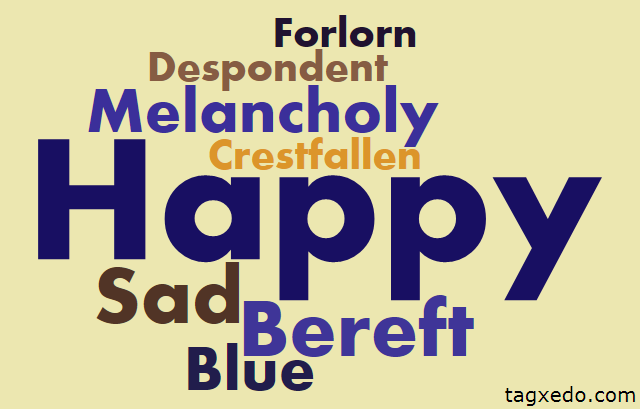 Forlorn
Despondent
Melancholy
Crestfallen
Happy
Sad
Bereft
Blue
tagxedo.com